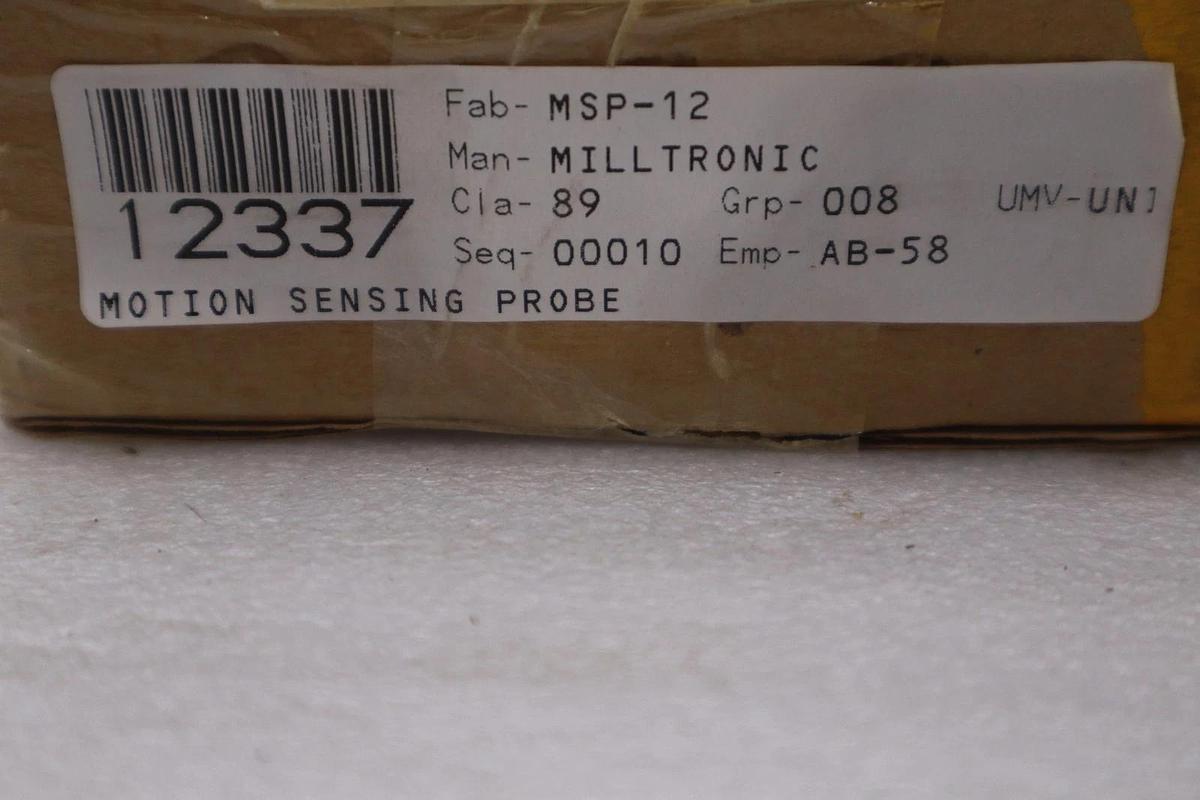 Fab- MSP-12
Man- MILLTRONIC
Cla- 89 Grp- 008 UMV-UNI
Seq- 00010 Emp- AB-58
12337
MOTION SENSING PROBE